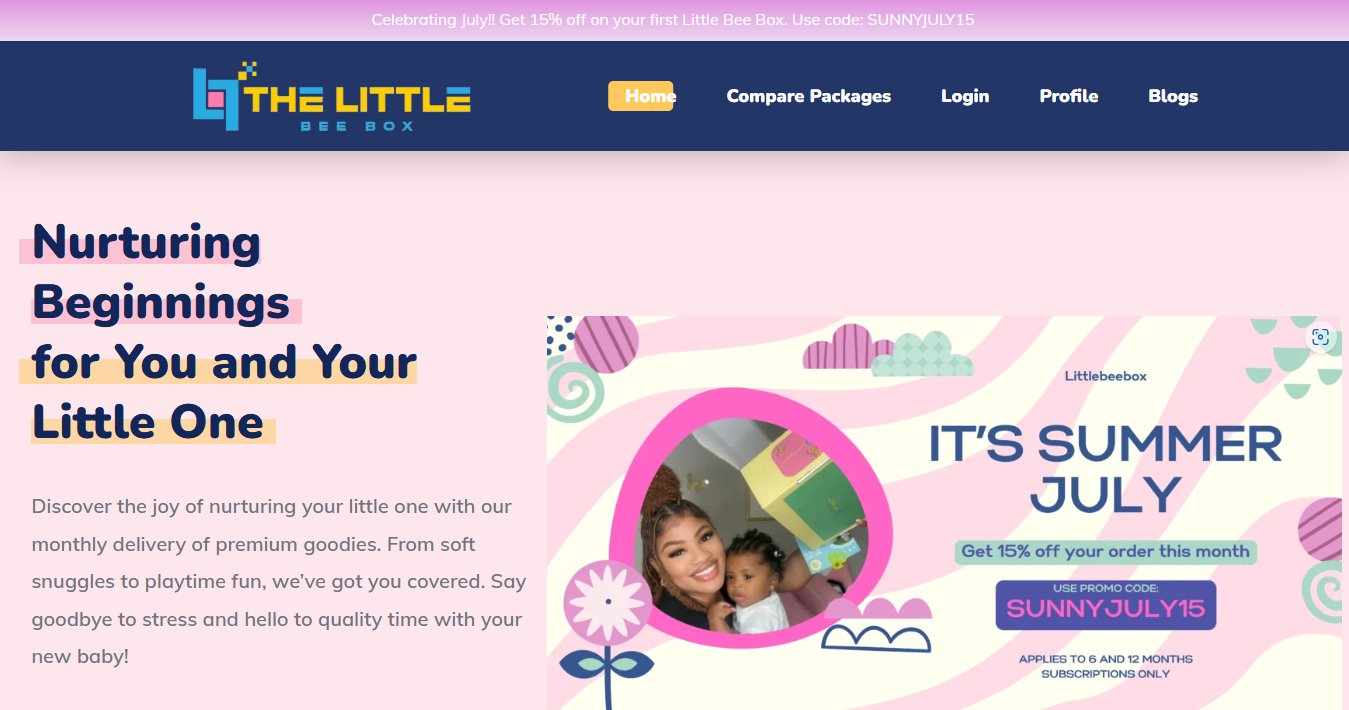 Celebrating July!! Get 15% off on your first Little Bee Box. Use code: SUNNYJULY15
THE LITTLE
BEE BOX
Home
Compare Packages
Login
Profile
Blogs
Nurturing
Beginnings
for You and Your
Little One
Discover the joy of nurturing your little one with our
monthly delivery of premium goodies. From soft
snuggles to playtime fun, we’ve got you covered. Say
goodbye to stress and hello to quality time with your
new baby!
Littlebeebox
IT’S SUMMER
JULY
Get 15% off your order this month
USE PROMO CODE:
SUNNYJULY15
APPLIES TO 6 AND 12 MONTHS
SUBSCRIPTIONS ONLY